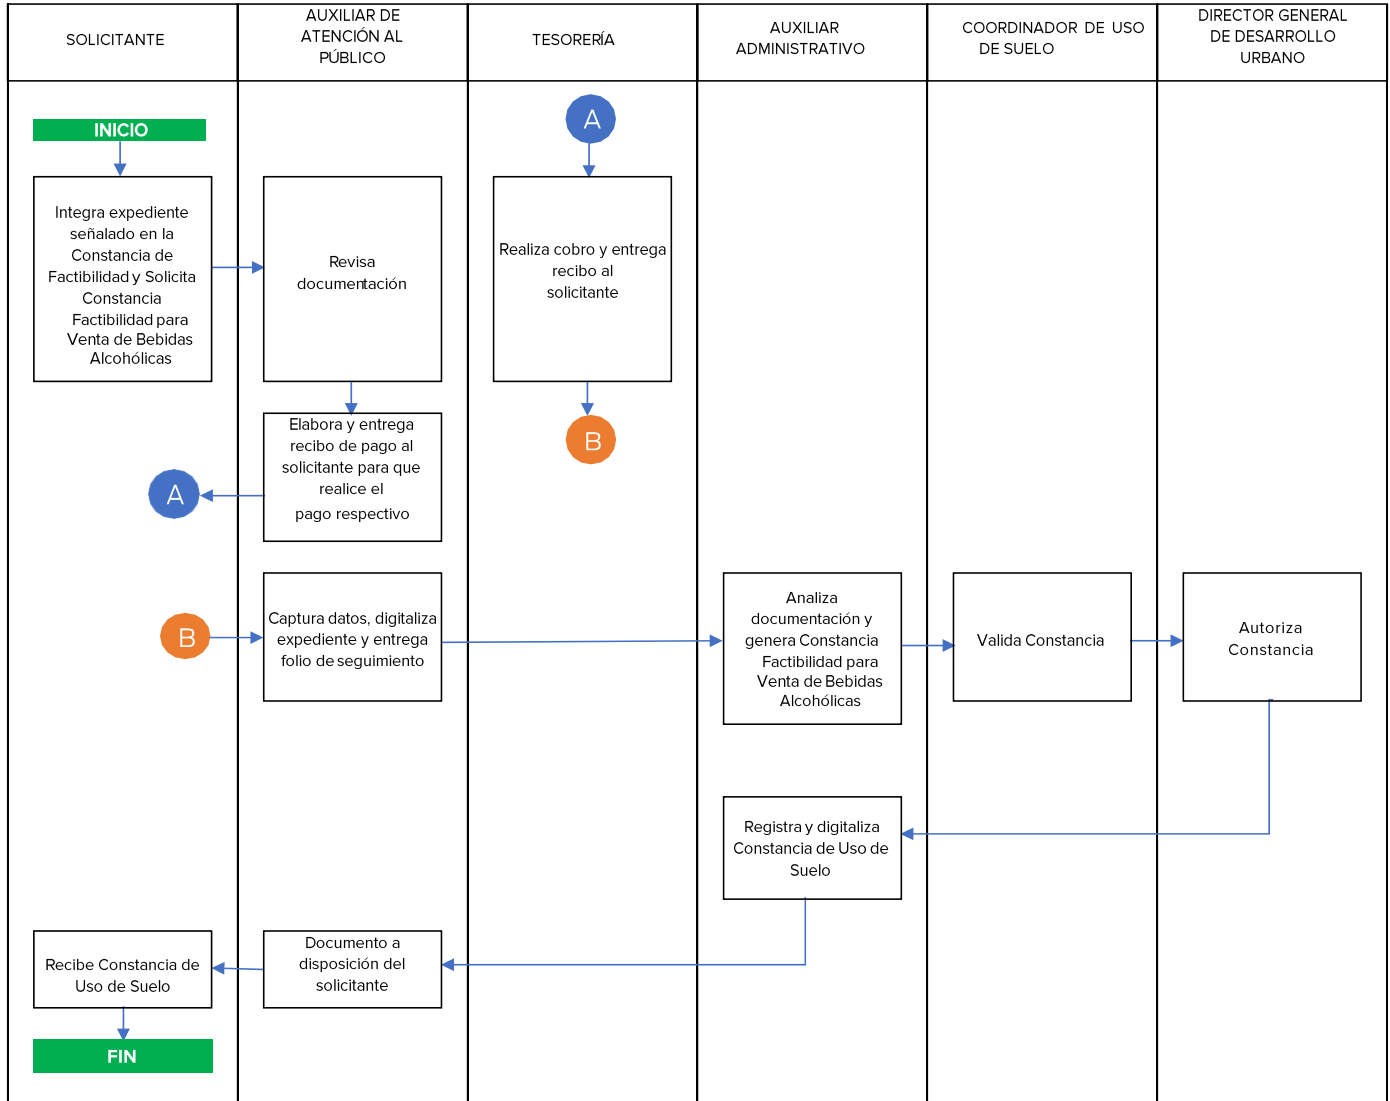 SOLICITANTE
AUXILIAR DE
ATENCIÓN AL
PÚBLICO
TESORERÍA
AUXILIAR
ADMINISTRATIVO
COORDINADOR DE USO
DE SUELO
DIRECTOR GENERAL
DE DESARROLLO
URBANO
INICIO
Integra expediente
señalado en la
Constancia de
Factibilidad y Solicita
Constancia
Factibilidad para
Venta de Bebidas
Alcohólicas
Revisa
documentación
A
Realiza cobro y entrega
recibo al
solicitante
B
Elabora y entrega
recibo de pago al
solicitante para que
realice el
pago respectivo
A
B
Captura datos, digitaliza
expediente y entrega
folio de seguimiento
Analiza
documentación y
genera Constancia
Factibilidad para
Venta de Bebidas
Alcohólicas
Valida Constancia
Autoriza
Constancia
Registra y digitaliza
Constancia de Uso de
Suelo
Documento a
disposición del
solicitante
Recibe Constancia de
Uso de Suelo
FIN